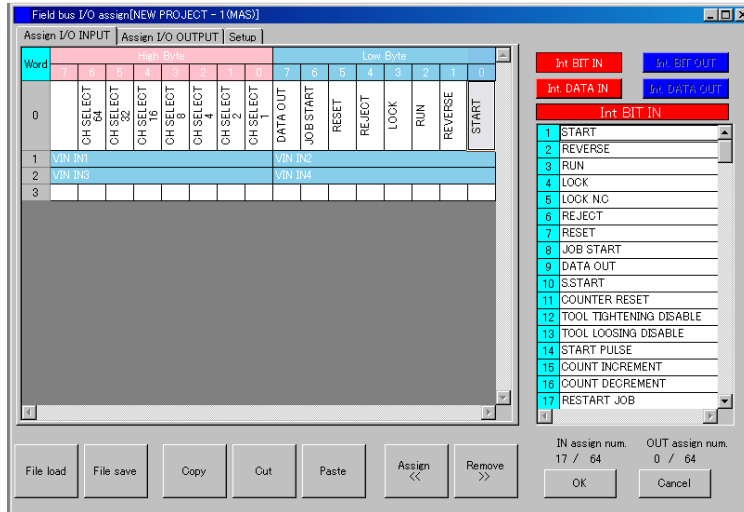 Field bus I/O assign[NEW PROJECT - 1(MAS)]
Assign I/O INPUT
Assign I/O OUTPUT
Setup
Word
High Byte
Low Byte
7 6 5 4 3 2 1 0 7 6 5 4 3 2 1 0
0
CH SELECT 64
CH SELECT 32
CH SELECT 16
CH SELECT 8
CH SELECT 4
CH SELECT 2
CH SELECT 1
DATA OUT
JOB START
RESET
REJECT
LOCK
RUN
REVERSE
START
1 VIN IN1 VIN IN2
2 VIN IN3 VIN IN4
3
Int BIT IN
Int. BIT OUT
Int. DATA IN
Int. DATA OUT
Int BIT IN
1 START
2 REVERSE
3 RUN
4 LOCK
5 LOCK N.C
6 REJECT
7 RESET
8 JOB START
9 DATA OUT
10 S.START
11 COUNTER RESET
12 TOOL TIGHTENING DISABLE
13 TOOL LOOSING DISABLE
14 START PULSE
15 COUNT INCREMENT
16 COUNT DECREMENT
17 RESTART JOB
File load
File save
Copy
Cut
Paste
Assign
<<
Remove
>>
IN assign num.
17 / 64
OUT assign num.
0 / 64
OK
Cancel